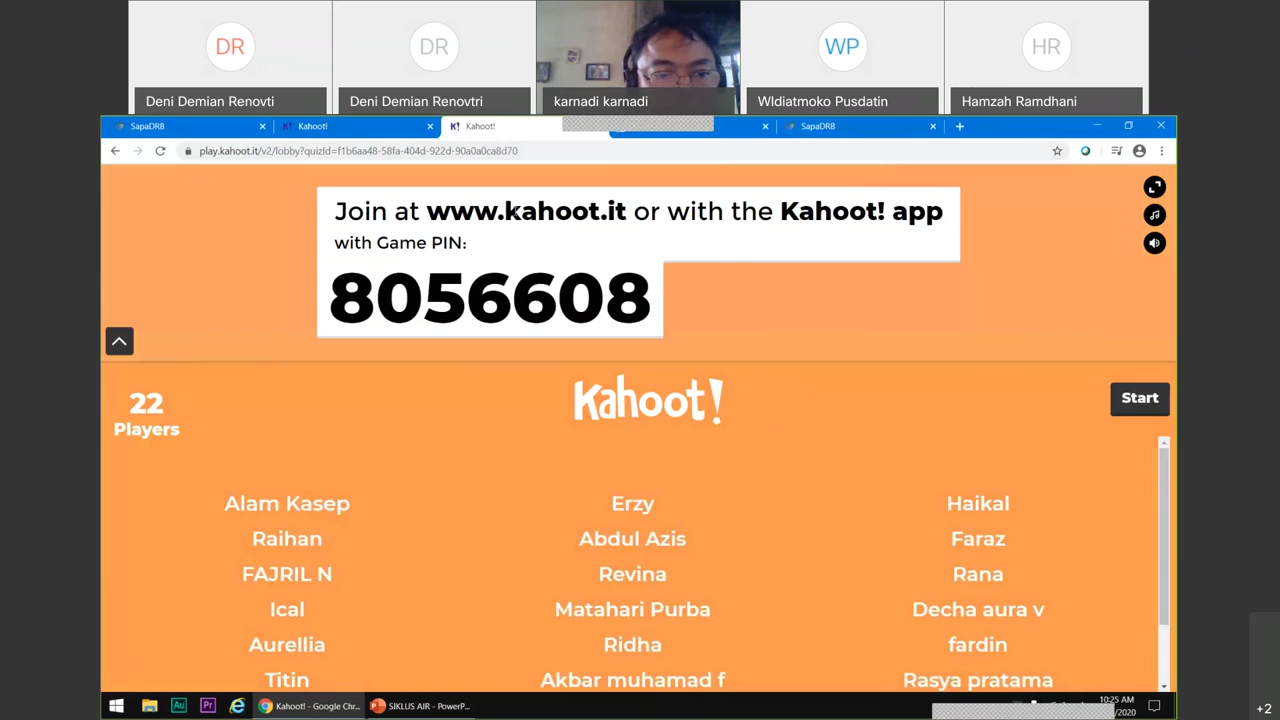 DR
DR
WP
HR
Deni Demian Renovti
Deni Demian Renovtri
karnadi karnadi
WIdiatmoko Pusdatin
Hamzah Ramdhani
SapaDRB
Kahoot!
K! Kahoot!
SapaDRB
play.kahoot.it/v2/lobby?quizId=f1b6aa48-58fa-404d-922d-90a0a0ca8d70
Join at www.kahoot.it or with the Kahoot! app
with Game PIN:
8056608
22
Players
Kahoot!
Start
Alam Kasep
Erzy
Haikal
Raihan
Abdul Azis
Faraz
FAJRIL N
Revina
Rana
Ical
Matahari Purba
Decha aura v
Aurellia
Ridha
fardin
Titin
Akbar muhamad f
Rasya pratama
Au
Pr
Kahoot! - Google Chr...
SIKLUS AIR - PowerP...
10:25 AM
/2020
+2